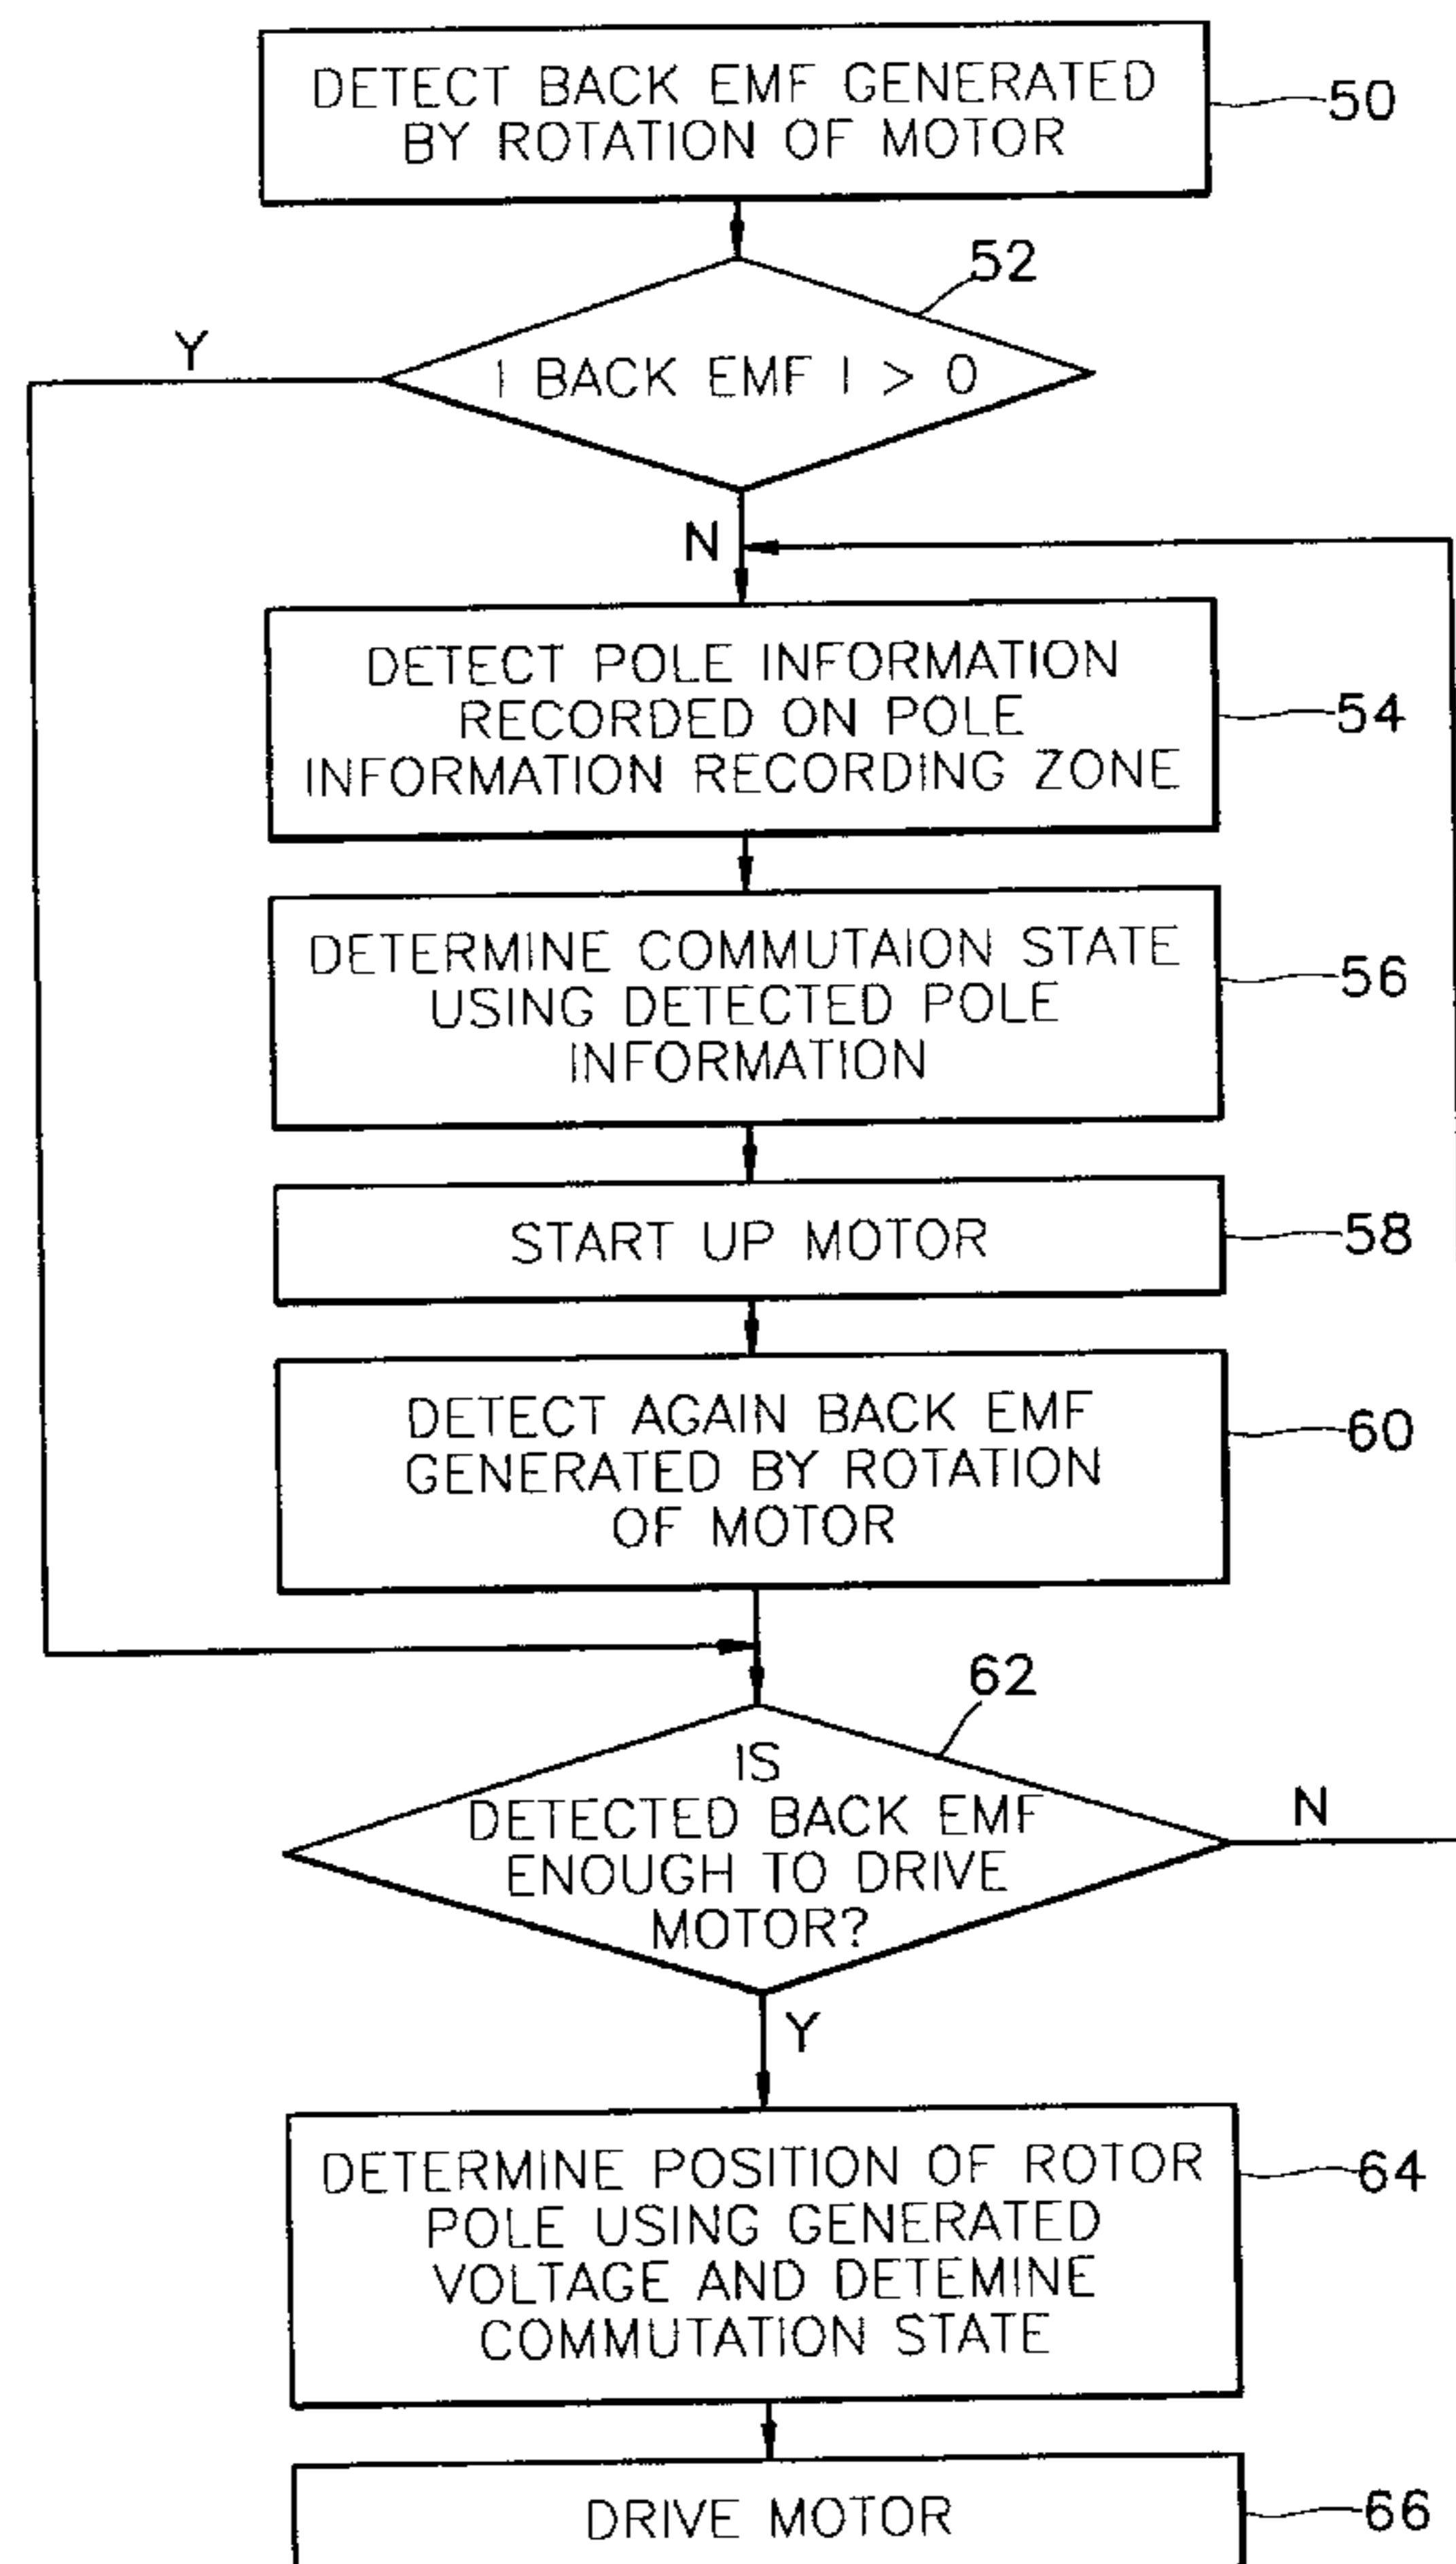 DETECT BACK EMF GENERATED
BY ROTATION OF MOTOR
50
52
Y
| BACK EMF | > 0
N
DETECT POLE INFORMATION
RECORDED ON POLE
INFORMATION RECORDING ZONE
54
DETERMINE COMMUTAION STATE
USING DETECTED POLE
INFORMATION
56
START UP MOTOR
58
DETECT AGAIN BACK EMF
GENERATED BY ROTATION
OF MOTOR
60
62
IS
DETECTED BACK EMF
ENOUGH TO DRIVE
MOTOR?
N
Y
DETERMINE POSITION OF ROTOR
POLE USING GENERATED
VOLTAGE AND DETEMINE
COMMUTATION STATE
64
DRIVE MOTOR
66